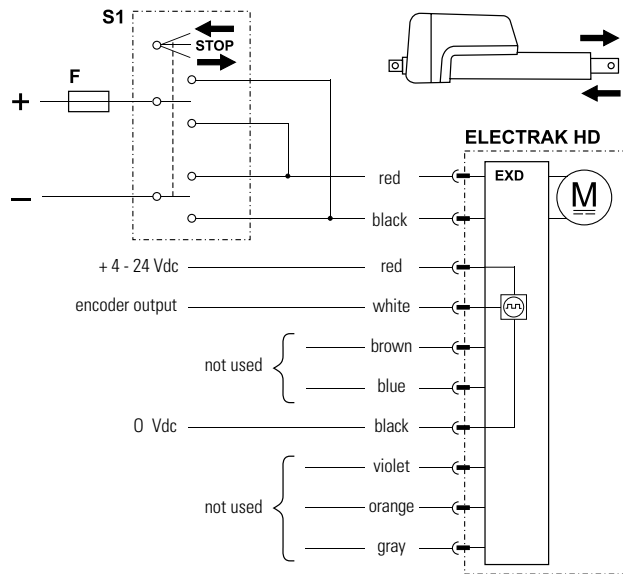 S1
STOP
F
+
–
ELECTRAK HD
EXD
M
red
black
+ 4 - 24 Vdc red
encoder output white
brown
not used
blue
0 Vdc black
violet
not used orange
gray